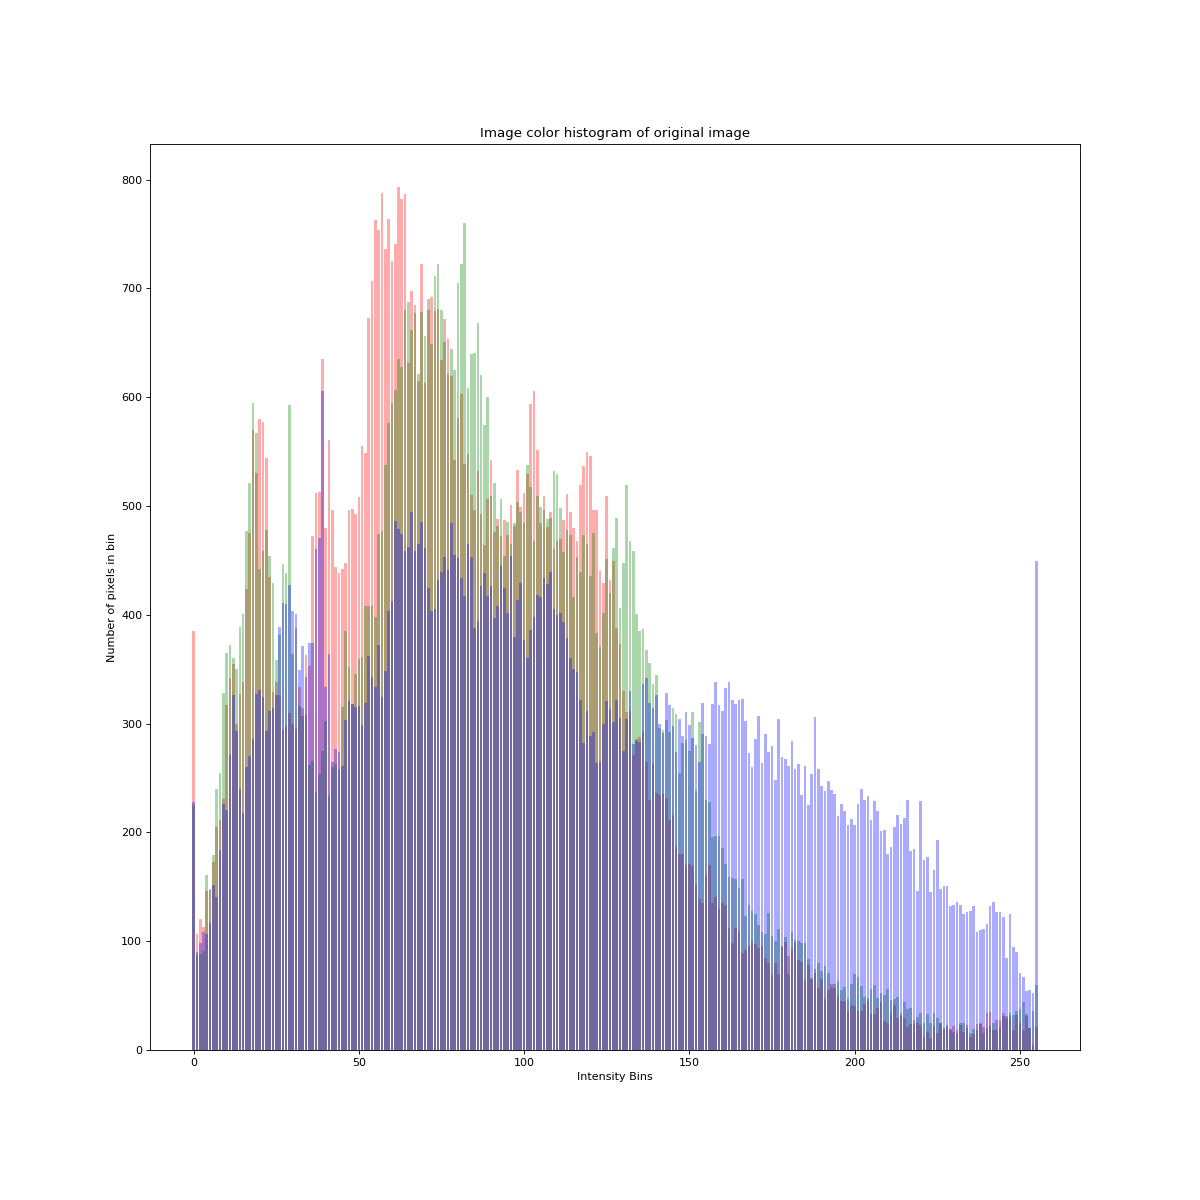 Image color histogram of original image
800
700
600
500
400
300
200
100
0
Number of pixels in bin
0 50 100 150 200 250
Intensity Bins